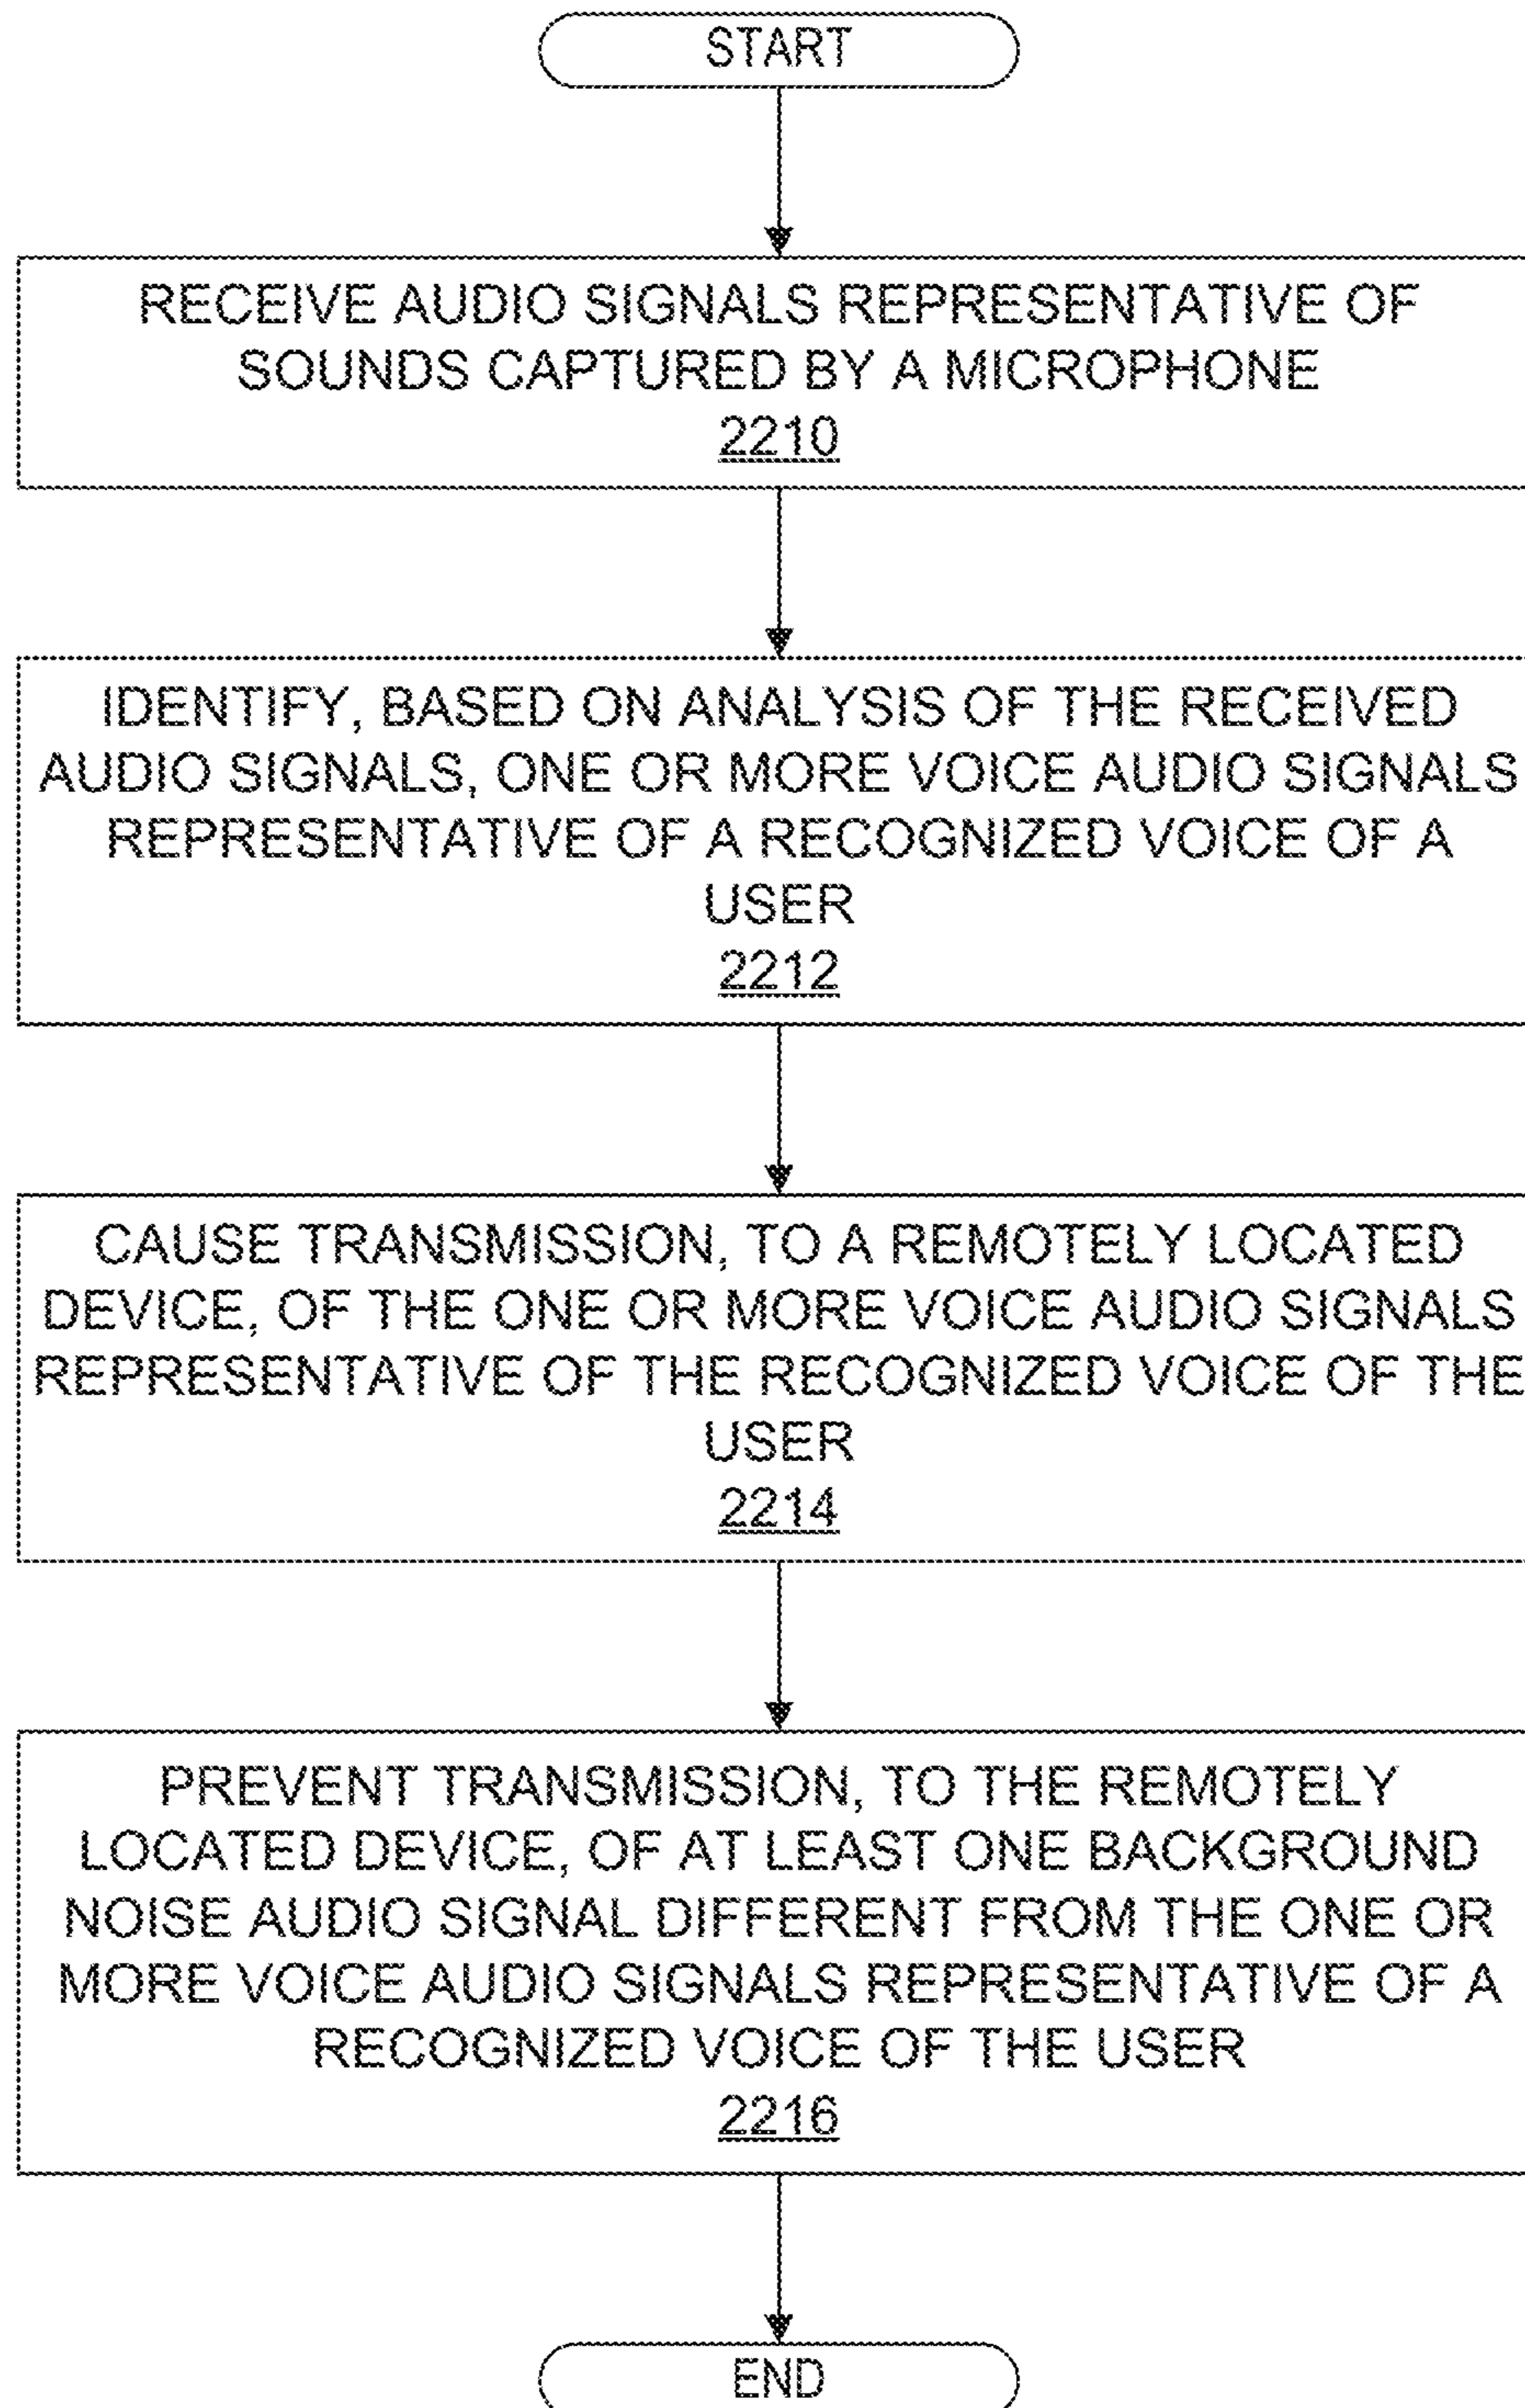 START
RECEIVE AUDIO SIGNALS REPRESENTATIVE OF
SOUNDS CAPTURED BY A MICROPHONE
2210
IDENTIFY, BASED ON ANALYSIS OF THE RECEIVED
AUDIO SIGNALS, ONE OR MORE VOICE AUDIO SIGNALS
REPRESENTATIVE OF A RECOGNIZED VOICE OF A
USER
2212
CAUSE TRANSMISSION, TO A REMOTELY LOCATED
DEVICE, OF THE ONE OR MORE VOICE AUDIO SIGNALS
REPRESENTATIVE OF THE RECOGNIZED VOICE OF THE
USER
2214
PREVENT TRANSMISSION, TO THE REMOTELY
LOCATED DEVICE, OF AT LEAST ONE BACKGROUND
NOISE AUDIO SIGNAL DIFFERENT FROM THE ONE OR
MORE VOICE AUDIO SIGNALS REPRESENTATIVE OF A
RECOGNIZED VOICE OF THE USER
2216
END